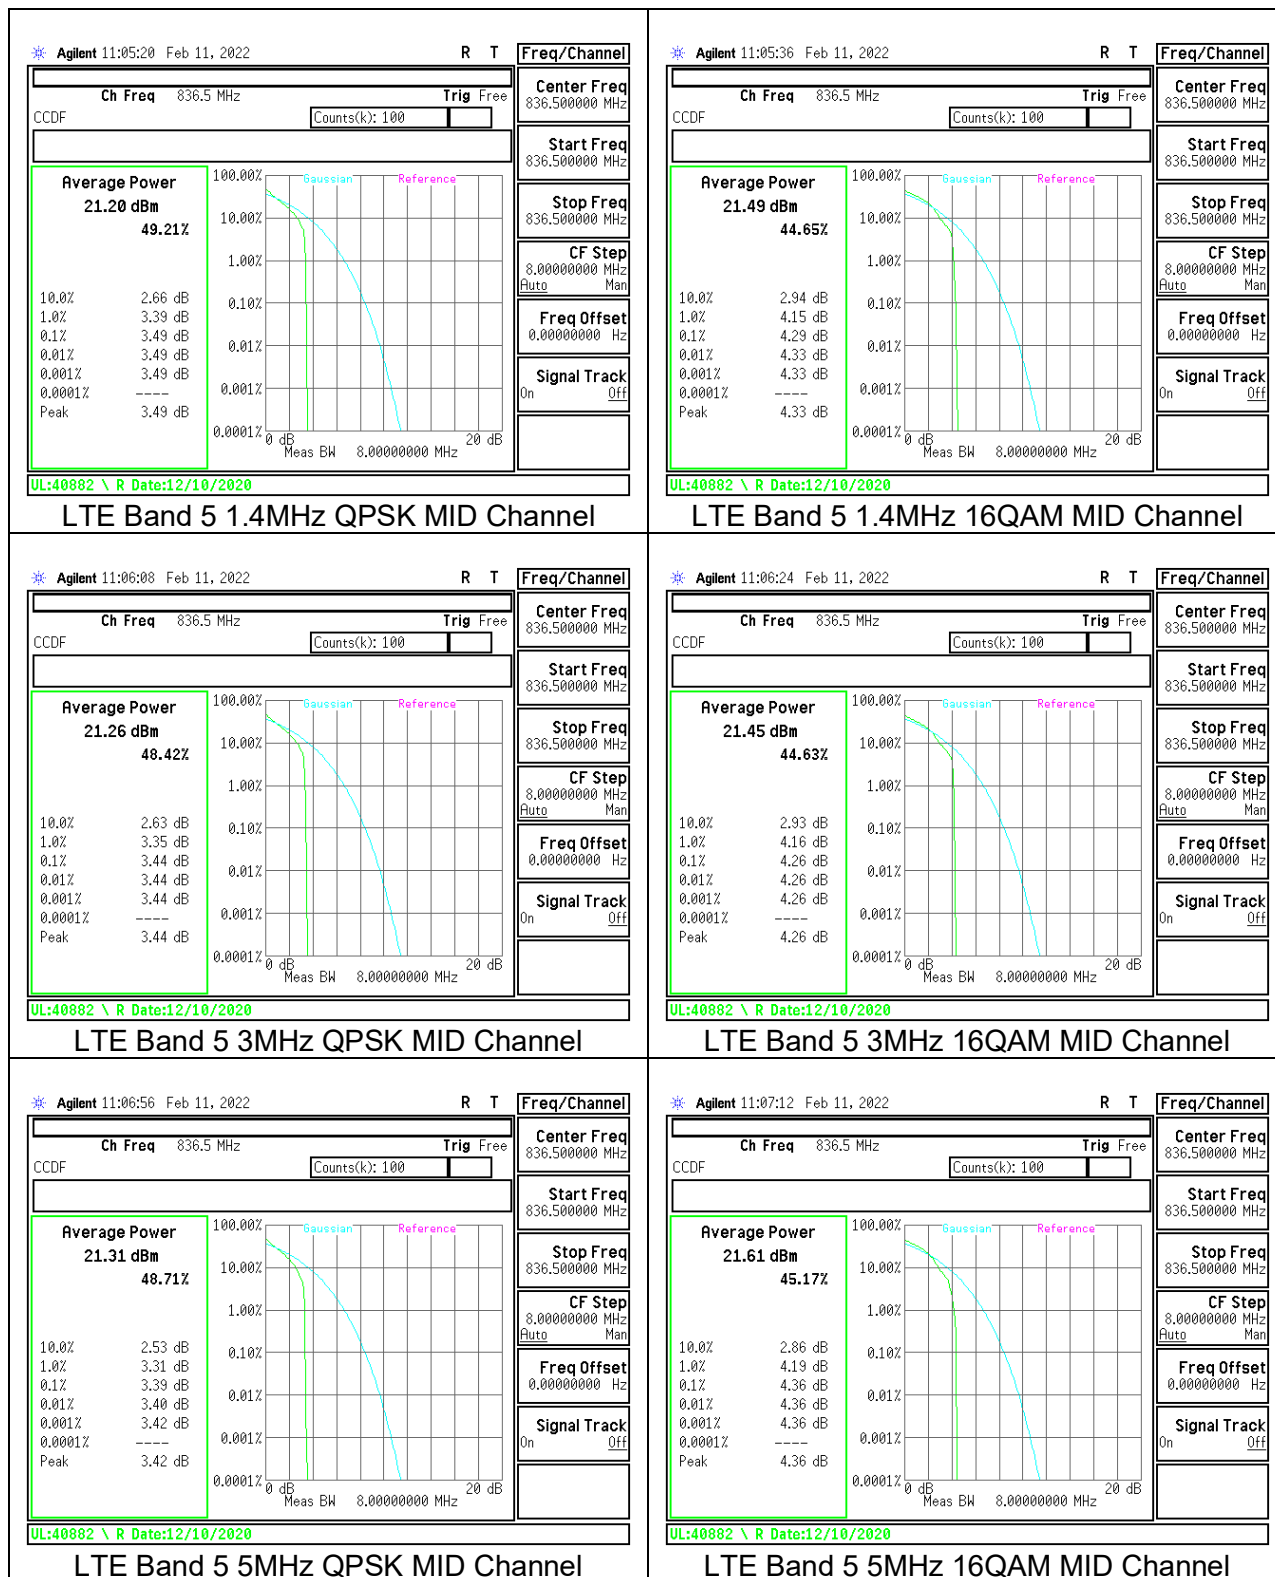 Agilent 11:05:20 Feb 11, 2022 R T Freq/Channel
Ch Freq 836.5 MHz Trig Free
CCDF Counts(k): 100
Center Freq
836.500000 MHz
Start Freq
836.500000 MHz
Stop Freq
836.500000 MHz
CF Step
8.00000000 MHz
Auto Man
Freq Offset
0.00000000 Hz
Signal Track
On Off
Average Power
21.20 dBm
49.21%
10.0% 2.66 dB
1.0% 3.39 dB
0.1% 3.49 dB
0.01% 3.49 dB
0.001% 3.49 dB
0.0001% ----
Peak 3.49 dB
Gaussian Reference
100.00%
10.00%
1.00%
0.10%
0.01%
0.001%
0.0001%
0 dB 20 dB
Meas BW 8.00000000 MHz
UL:40882 \ R Date:12/10/2020
LTE Band 5 1.4MHz QPSK MID Channel
Agilent 11:05:36 Feb 11, 2022 R T Freq/Channel
Ch Freq 836.5 MHz Trig Free
CCDF Counts(k): 100
Center Freq
836.500000 MHz
Start Freq
836.500000 MHz
Stop Freq
836.500000 MHz
CF Step
8.00000000 MHz
Auto Man
Freq Offset
0.00000000 Hz
Signal Track
On Off
Average Power
21.49 dBm
44.65%
10.0% 2.94 dB
1.0% 4.15 dB
0.1% 4.29 dB
0.01% 4.33 dB
0.001% 4.33 dB
0.0001% ----
Peak 4.33 dB
Gaussian Reference
100.00%
10.00%
1.00%
0.10%
0.01%
0.001%
0.0001%
0 dB 20 dB
Meas BW 8.00000000 MHz
UL:40882 \ R Date:12/10/2020
LTE Band 5 1.4MHz 16QAM MID Channel
Agilent 11:06:08 Feb 11, 2022 R T Freq/Channel
Ch Freq 836.5 MHz Trig Free
CCDF Counts(k): 100
Center Freq
836.500000 MHz
Start Freq
836.500000 MHz
Stop Freq
836.500000 MHz
CF Step
8.00000000 MHz
Auto Man
Freq Offset
0.00000000 Hz
Signal Track
On Off
Average Power
21.26 dBm
48.42%
10.0% 2.63 dB
1.0% 3.35 dB
0.1% 3.44 dB
0.01% 3.44 dB
0.001% 3.44 dB
0.0001% ----
Peak 3.44 dB
Gaussian Reference
100.00%
10.00%
1.00%
0.10%
0.01%
0.001%
0.0001%
0 dB 20 dB
Meas BW 8.00000000 MHz
UL:40882 \ R Date:12/10/2020
LTE Band 5 3MHz QPSK MID Channel
Agilent 11:06:24 Feb 11, 2022 R T Freq/Channel
Ch Freq 836.5 MHz Trig Free
CCDF Counts(k): 100
Center Freq
836.500000 MHz
Start Freq
836.500000 MHz
Stop Freq
836.500000 MHz
CF Step
8.00000000 MHz
Auto Man
Freq Offset
0.00000000 Hz
Signal Track
On Off
Average Power
21.45 dBm
44.63%
10.0% 2.93 dB
1.0% 4.16 dB
0.1% 4.26 dB
0.01% 4.26 dB
0.001% 4.26 dB
0.0001% ----
Peak 4.26 dB
Gaussian Reference
100.00%
10.00%
1.00%
0.10%
0.01%
0.001%
0.0001%
0 dB 20 dB
Meas BW 8.00000000 MHz
UL:40882 \ R Date:12/10/2020
LTE Band 5 3MHz 16QAM MID Channel
Agilent 11:06:56 Feb 11, 2022 R T Freq/Channel
Ch Freq 836.5 MHz Trig Free
CCDF Counts(k): 100
Center Freq
836.500000 MHz
Start Freq
836.500000 MHz
Stop Freq
836.500000 MHz
CF Step
8.00000000 MHz
Auto Man
Freq Offset
0.00000000 Hz
Signal Track
On Off
Average Power
21.31 dBm
48.71%
10.0% 2.53 dB
1.0% 3.31 dB
0.1% 3.39 dB
0.01% 3.40 dB
0.001% 3.42 dB
0.0001% ----
Peak 3.42 dB
Gaussian Reference
100.00%
10.00%
1.00%
0.10%
0.01%
0.001%
0.0001%
0 dB 20 dB
Meas BW 8.00000000 MHz
UL:40882 \ R Date:12/10/2020
LTE Band 5 5MHz QPSK MID Channel
Agilent 11:07:12 Feb 11, 2022 R T Freq/Channel
Ch Freq 836.5 MHz Trig Free
CCDF Counts(k): 100
Center Freq
836.500000 MHz
Start Freq
836.500000 MHz
Stop Freq
836.500000 MHz
CF Step
8.00000000 MHz
Auto Man
Freq Offset
0.00000000 Hz
Signal Track
On Off
Average Power
21.61 dBm
45.17%
10.0% 2.86 dB
1.0% 4.19 dB
0.1% 4.36 dB
0.01% 4.36 dB
0.001% 4.36 dB
0.0001% ----
Peak 4.36 dB
Gaussian Reference
100.00%
10.00%
1.00%
0.10%
0.01%
0.001%
0.0001%
0 dB 20 dB
Meas BW 8.00000000 MHz
UL:40882 \ R Date:12/10/2020
LTE Band 5 5MHz 16QAM MID Channel